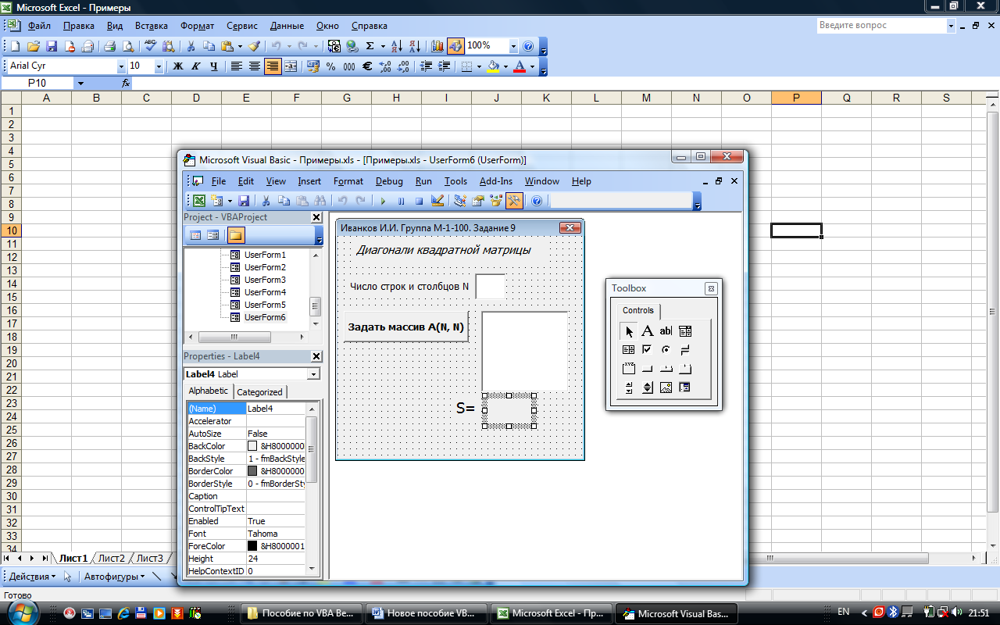 Microsoft Excel - Примеры
Файл Правка Вид Вставка Формат Сервис Данные Окно Справка Введите вопрос
100%
Arial Cyr 10 Ж К Ч % 000 €
P10 fx
A B C D E F G H I J K L M N O P Q R S
1
2
3
4
5
6
7
8
9
10
11
12
13
14
15
16
17
18
19
20
21
22
23
24
25
26
27
28
29
30
31
32
33
34
Microsoft Visual Basic - Примеры.xls - [Примеры.xls - UserForm6 (UserForm)]
File Edit View Insert Format Debug Run Tools Add-Ins Window Help
Project - VBAProject
UserForm1
UserForm2
UserForm3
UserForm4
UserForm5
UserForm6
Properties - Label4
Label4 Label
Alphabetic Categorized
(Name) Label4
Accelerator
AutoSize False
BackColor &H8000000
BackStyle 1 - fmBackStyle
BorderColor &H8000000
BorderStyle 0 - fmBorderSty
Caption
ControlTipText
Enabled True
Font Tahoma
ForeColor &H8000001
Height 24
HelpContextID 0
Иванков И.И. Группа М-1-100. Задание 9
Диагонали квадратной матрицы
Число строк и столбцов N
Задать массив A(N, N)
S=
Toolbox
Controls
A ab|
Лист1 Лист2 Лист3
Действия Автофигуры
Готово
Пособие по VBA Ве... Новое пособие VB... Microsoft Excel - Пр... Microsoft Visual Bas... EN 21:51